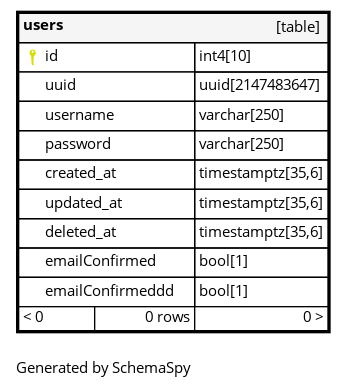 users [table]
id int4[10]
uuid uuid[2147483647]
username varchar[250]
password varchar[250]
created_at timestamptz[35,6]
updated_at timestamptz[35,6]
deleted_at timestamptz[35,6]
emailConfirmed bool[1]
emailConfirmeddd bool[1]
< 0 0 rows 0 >
Generated by SchemaSpy